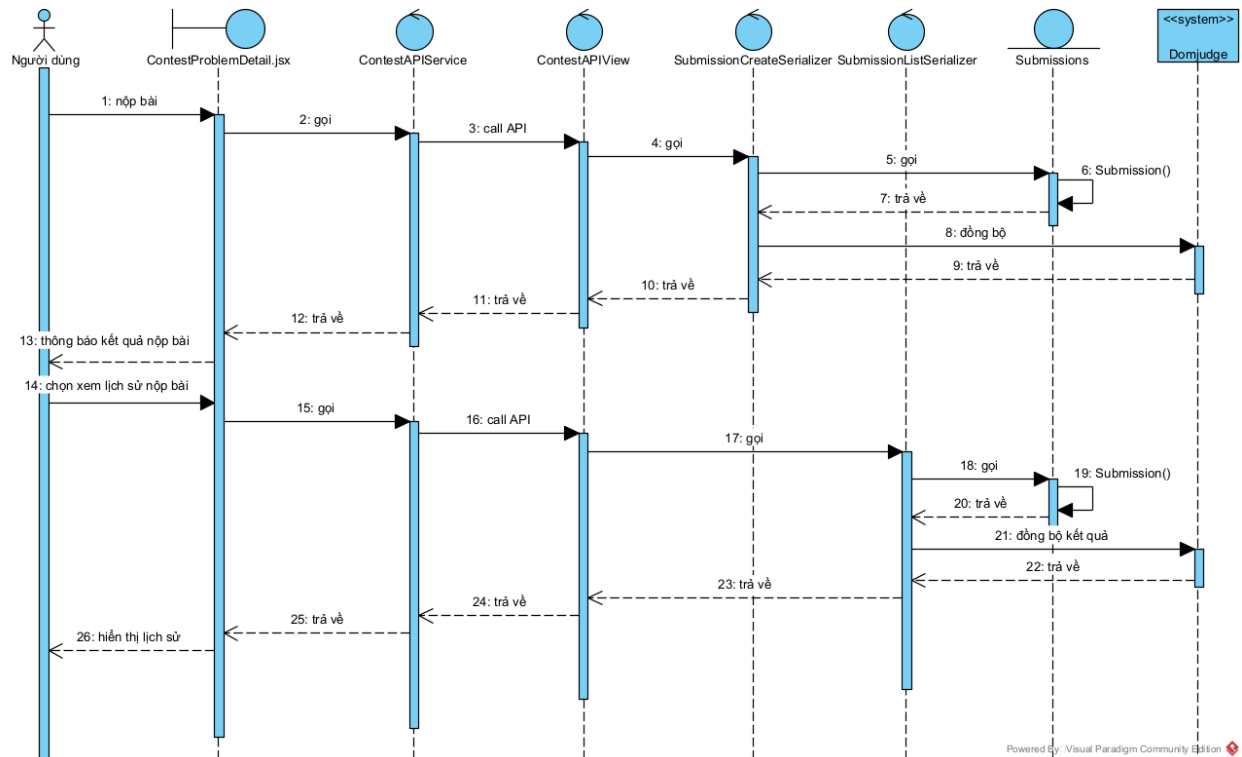 <<system>>
Domjudge
Người dùng
ContestProblemDetail.jsx
ContestAPIService
ContestAPIView
SubmissionCreateSerializer
SubmissionListSerializer
Submissions
1: nộp bài
2: gọi
3: call API
4: gọi
5: gọi
6: Submission()
7: trả về
8: đồng bộ
9: trả về
10: trả về
11: trả về
12: trả về
13: thông báo kết quả nộp bài
14: chọn xem lịch sử nộp bài
15: gọi
16: call API
17: gọi
18: gọi
19: Submission()
20: trả về
21: đồng bộ kết quả
22: trả về
23: trả về
24: trả về
25: trả về
26: hiển thị lịch sử
Powered By Visual Paradigm Community Edition